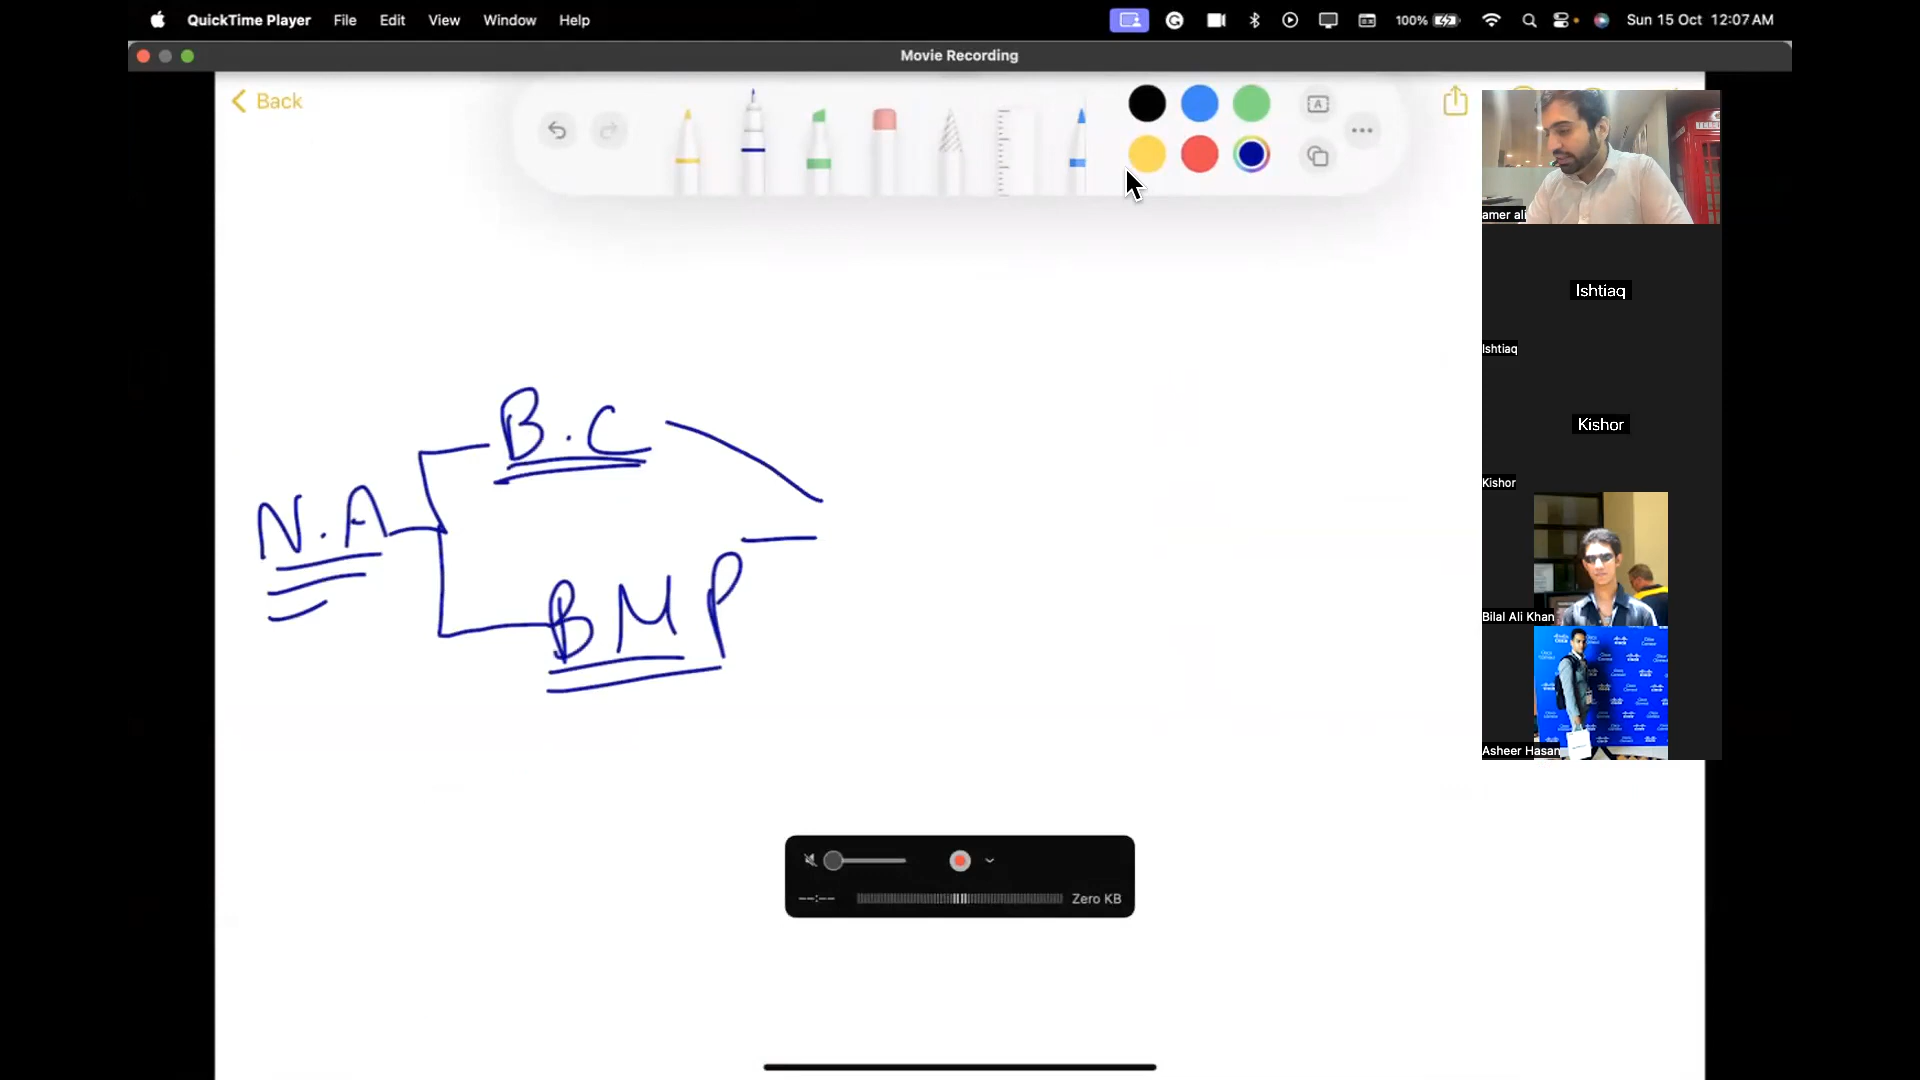 QuickTime Player File Edit View Window Help 100% Sun 15 Oct 12:07 AM
Movie Recording
Back
A
amer ali
Ishtiaq
Ishtiaq
Kishor
Kishor
Bilal Ali Khan
Asheer Hasan
B.C
N.A
BMP
--:-- Zero KB